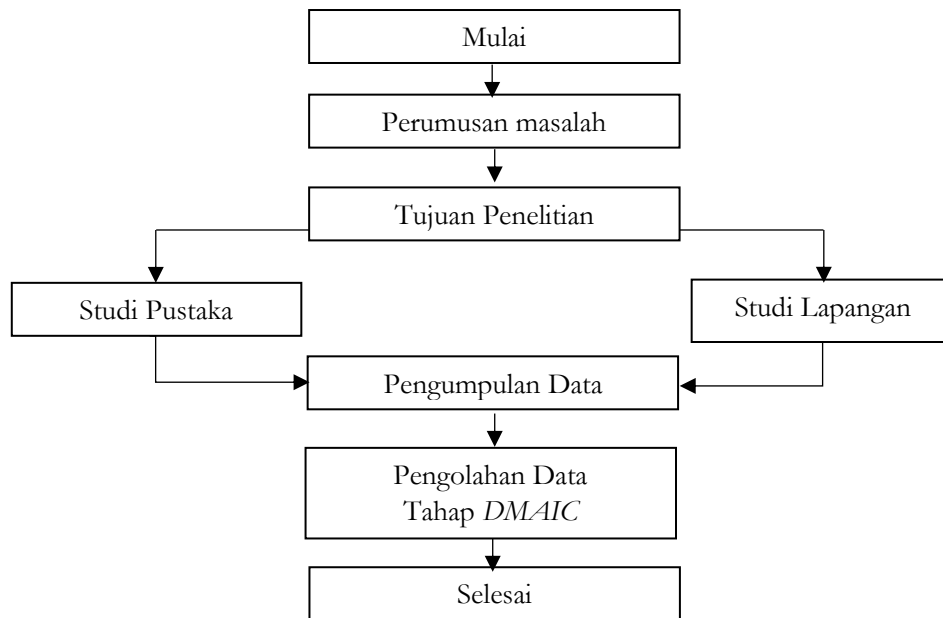 Mulai
Perumusan masalah
Tujuan Penelitian
Studi Pustaka
Studi Lapangan
Pengumpulan Data
Pengolahan Data
Tahap DMAIC
Selesai